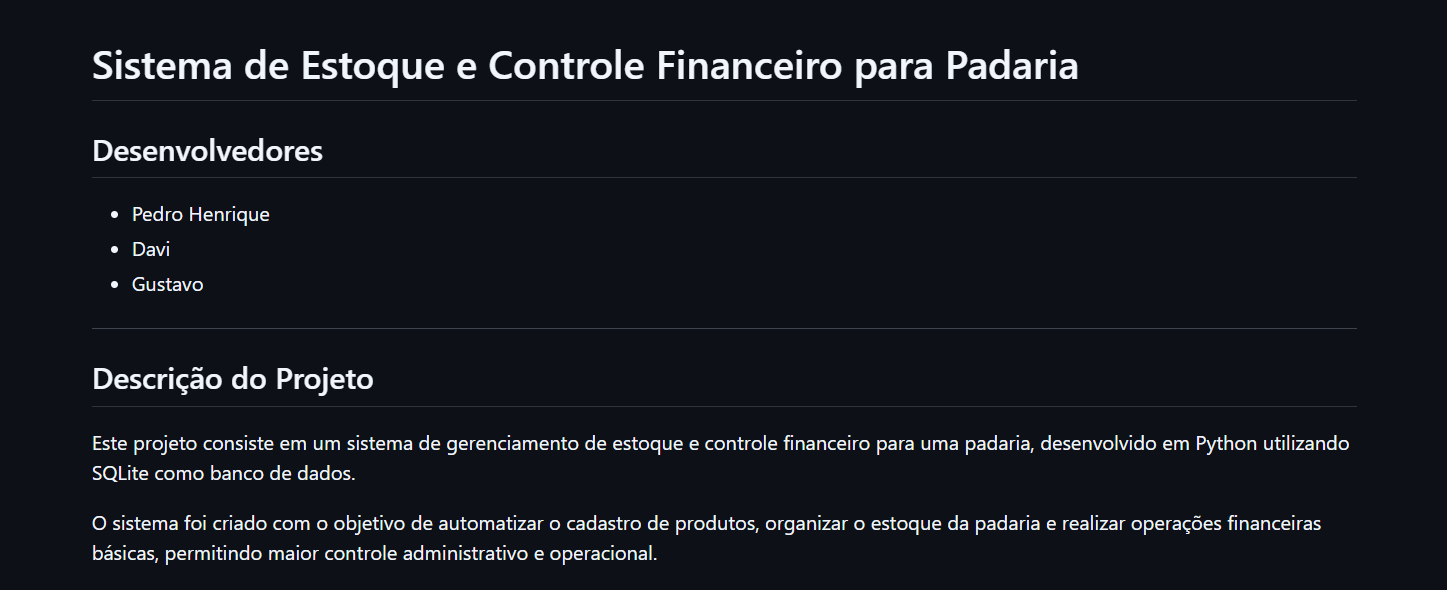 Sistema de Estoque e Controle Financeiro para Padaria
Desenvolvedores
Pedro Henrique
Davi
Gustavo
Descrição do Projeto
Este projeto consiste em um sistema de gerenciamento de estoque e controle financeiro para uma padaria, desenvolvido em Python utilizando
SQLite como banco de dados.
O sistema foi criado com o objetivo de automatizar o cadastro de produtos, organizar o estoque da padaria e realizar operações financeiras
básicas, permitindo maior controle administrativo e operacional.